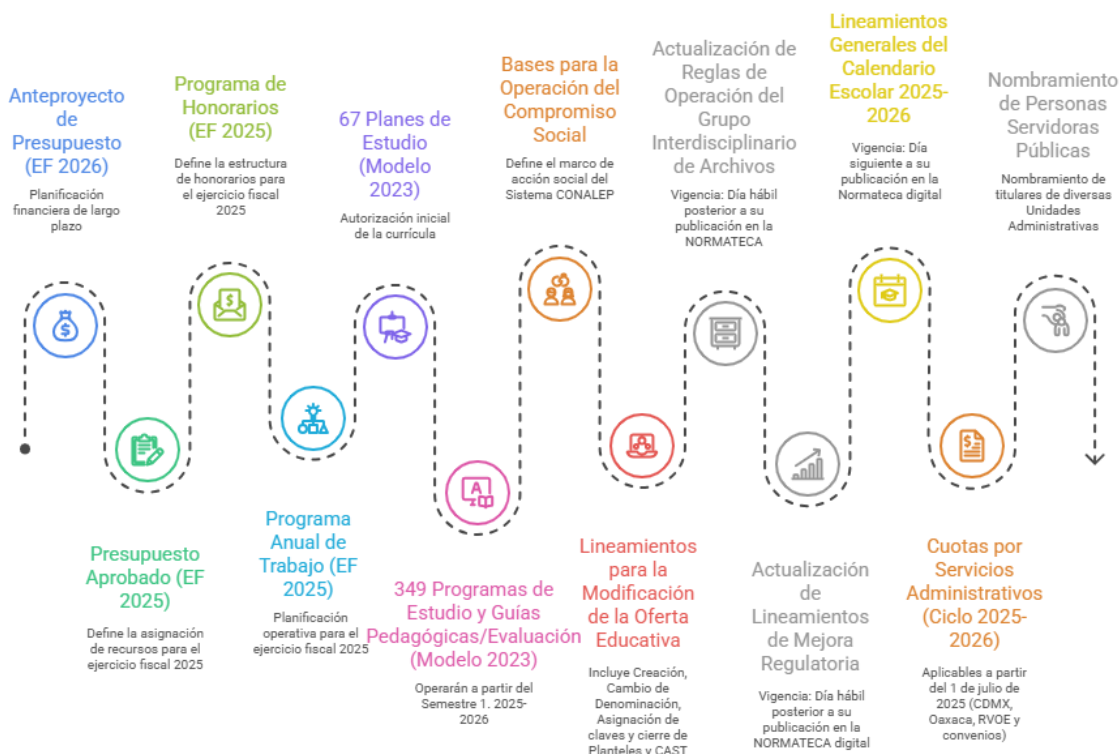 Anteproyecto
de
Presupuesto
(EF 2026)
Planificación
financiera de largo
plazo
Presupuesto
Aprobado (EF
2025)
Define la asignación
de recursos para el
ejercicio fiscal 2025
Programa de
Honorarios
(EF 2025)
Define la estructura
de honorarios para
el ejercicio fiscal
2025
Programa
Anual de
Trabajo (EF
2025)
Planificación
operativa para el
ejercicio fiscal 2025
67 Planes de
Estudio
(Modelo
2023)
Autorización inicial
de la currícula
349 Programas de
Estudio y Guías
Pedagógicas/Evaluación
(Modelo 2023)
Operarán a partir del
Semestre 1. 2025-
2026
Bases para la
Operación del
Compromiso
Social
Define el marco de
acción social del
Sistema CONALEP
Lineamientos
para la
Modificación
de la Oferta
Educativa
Incluye Creación,
Cambio de
Denominación,
Asignación de
claves y cierre de
Planteles y CAST
Actualización de
Reglas de
Operación del
Grupo
Interdisciplinario
de Archivos
Vigencia: Día hábil
posterior a su
publicación en la
NORMATECA
Actualización
de
Lineamientos
de Mejora
Regulatoria
Vigencia: Día hábil
posterior a su
publicación en la
NORMATECA digital
Lineamientos
Generales del
Calendario
Escolar 2025-
2026
Vigencia: Día
siguiente a su
publicación en la
Normateca digital
Cuotas por
Servicios
Administrativos
(Ciclo 2025-
2026)
Aplicables a partir
del 1 de julio de
2025 (CDMX,
Oaxaca, RVOE y
convenios)
Nombramiento
de Personas
Servidoras
Públicas
Nombramiento de
titulares de diversas
Unidades
Administrativas